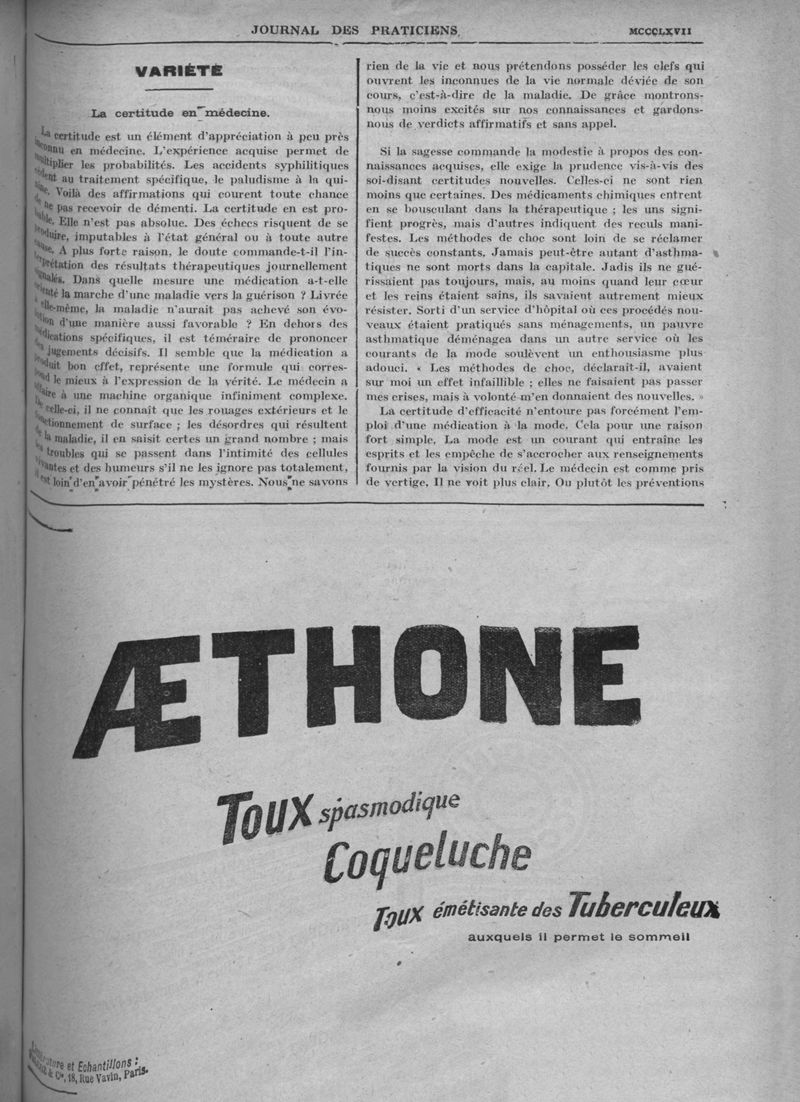 JOURNAL DES PRATICIENS.
MCCCLXVII
VARIÉTÉ
La certitude en médecine.
La certitude est un élément d'appréciation à peu près
inconnu en médecine. L'expérience acquise permet de
multiplier les probabilités. Les accidents syphilitiques
cèdent au traitement spécifique, le paludisme à la qui-
nine. Voilà des affirmations qui courent toute chance
de ne pas recevoir de démenti. La certitude en est pro-
bable. Elle n'est pas absolue. Des échecs risquent de se
produire, imputables à l'état général ou à toute autre
cause. A plus forte raison, le doute commande-t-il l'in-
terprétation des résultats thérapeutiques journellement
signalés. Dans quelle mesure une médication a-t-elle
la marche d'une maladie vers la guérison ? Livrée
à elle-même, la maladie n'aurait pas achevé son évo-
lution d'une manière aussi favorable ? En dehors des
médications spécifiques, il est téméraire de prononcer
des jugements décisifs. Il semble que la médication a
produit bon effet, représente une formule qui corres-
pond le mieux à l'expression de la vérité. Le médecin a
affaire à une machine organique infiniment complexe.
De celle-ci, il ne connaît que les rouages extérieurs et le
fonctionnement de surface ; les désordres qui résultent
de la maladie, il en saisit certes un grand nombre ; mais
les troubles qui se passent dans l'intimité des cellules
vivantes et des humeurs s'il ne les ignore pas totalement,
il est loin d'en avoir pénétré les mystères. Nous ne savons
rien de la vie et nous prétendons posséder les clefs qui
ouvrent les inconnues de la vie normale déviée de son
cours, c'est-à-dire de la maladie. De grâce montrons-
nous moins excités sur nos connaissances et gardons-
nous de verdicts affirmatifs et sans appel.
Si la sagesse commande la modestie à propos des con-
naissances acquises, elle exige la prudence vis-à-vis des
soi-disant certitudes nouvelles. Celles-ci ne sont rien
moins que certaines. Des médicaments chimiques entrent
en se bousculant dans la thérapeutique ; les uns signi-
fient progrès, mais d'autres indiquent des reculs mani-
festes. Les méthodes de choc sont loin de se réclamer
de succès constants. Jamais peut-être autant d'asthma-
tiques ne sont morts dans la capitale. Jadis ils ne gué-
rissaient pas toujours, mais, au moins quand leur cœur
et les reins étaient sains, ils savaient autrement mieux
résister. Sorti d'un service d'hôpital où ces procédés nou-
veaux étaient pratiqués sans ménagements, un pauvre
asthmatique déménagea dans un autre service où les
courants de la mode soulèvent un enthousiasme plus
adouci. « Les méthodes de choc, déclarait-il, avaient
sur moi un effet infaillible ; elles ne faisaient pas passer
mes crises, mais à volonté m'en donnaient des nouvelles. »
La certitude d'efficacité n'entoure pas forcément l'em-
ploi d'une médication à la mode. Cela pour une raison
fort simple. La mode est un courant qui entraîne les
esprits et les empêche de s'accrocher aux renseignements
fournis par la vision du réel. Le médecin est comme pris
de vertige. Il ne voit plus clair. Ou plutôt les préventions
ÆTHONE
Toux spasmodique
Coqueluche
Toux émétisante des Tuberculeux
auxquels il permet le sommeil
et Echantillons :
& Cie, 18, Rue Vavin, Paris.